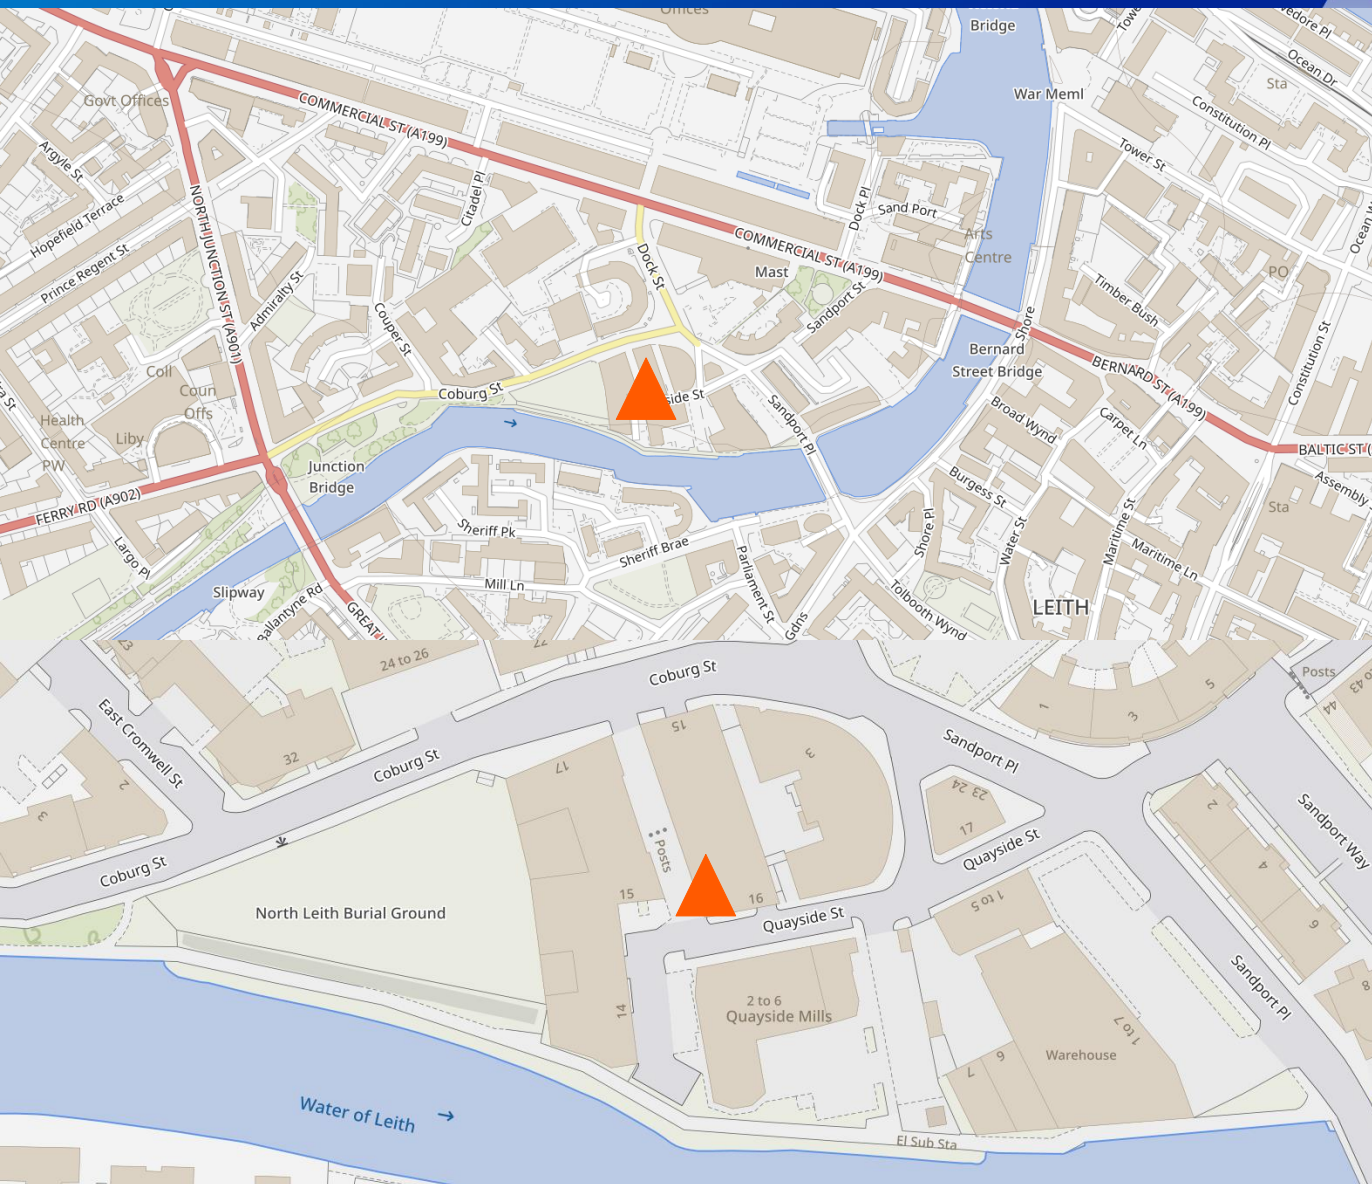 Offices
Bridge
War Meml
Ocean Dr
Sta
Constitution Pl
Govt Offices
COMMERCIAL ST (A199)
Tower St
Argyle St
Citadel Pl
Dock Pl
Sand Port
Hopefield Terrace
NORTH JUNCTION ST (A901)
Arts
Centre
Prince Regent St
Dock St
COMMERCIAL ST (A199)
Mast
PO
Admiralty St
Sandport St
Timber Bush
Couper St
Shore
Bernard
Street Bridge
Constitution St
Coll
Coun
Offs
Coburg St
side St
BERNARD ST (A199)
Health
Centre
PW
Liby
Sandport Pl
Broad Wynd
Carpet Ln
BALTIC ST (
Junction
Bridge
Burgess St
Assembly
FERRY RD (A902)
Sheriff Pk
Shore Pl
Water St
Maritime St
Sta
Sheriff Brae
Maritime Ln
Largo Pl
Slipway
Mill Ln
Parliament St
Tolbooth Wynd
LEITH
Ballantyne Rd
GREAT
Gdns
23
24 to 26
22
Coburg St
Posts
East Cromwell St
1
3
5
44
15
Sandport Pl
32
Coburg St
17
3
2
23 24
17
2
Sandport Way
3
Quayside St
4
Coburg St
Posts
15
16
1 to 5
North Leith Burial Ground
Quayside St
6
Sandport Pl
8
2 to 6
Quayside Mills
14
1 to 7
Warehouse
6
7
Water of Leith
El Sub Sta